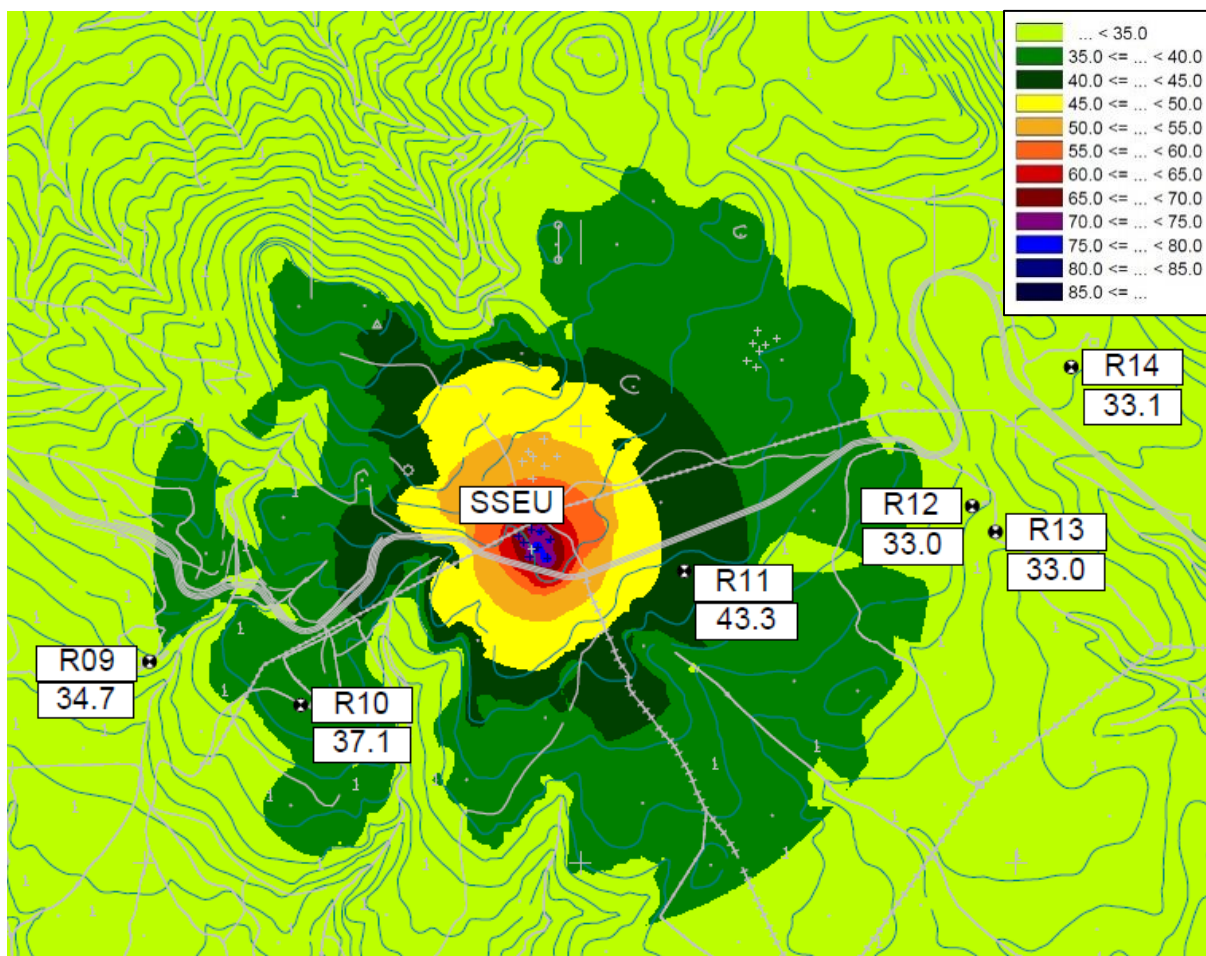 ... < 35.0
35.0 <= ... < 40.0
40.0 <= ... < 45.0
45.0 <= ... < 50.0
50.0 <= ... < 55.0
55.0 <= ... < 60.0
60.0 <= ... < 65.0
65.0 <= ... < 70.0
70.0 <= ... < 75.0
75.0 <= ... < 80.0
80.0 <= ... < 85.0
85.0 <= ...
R14
33.1
SSEU
R12
33.0
R13
33.0
R11
43.3
R09
34.7
R10
37.1